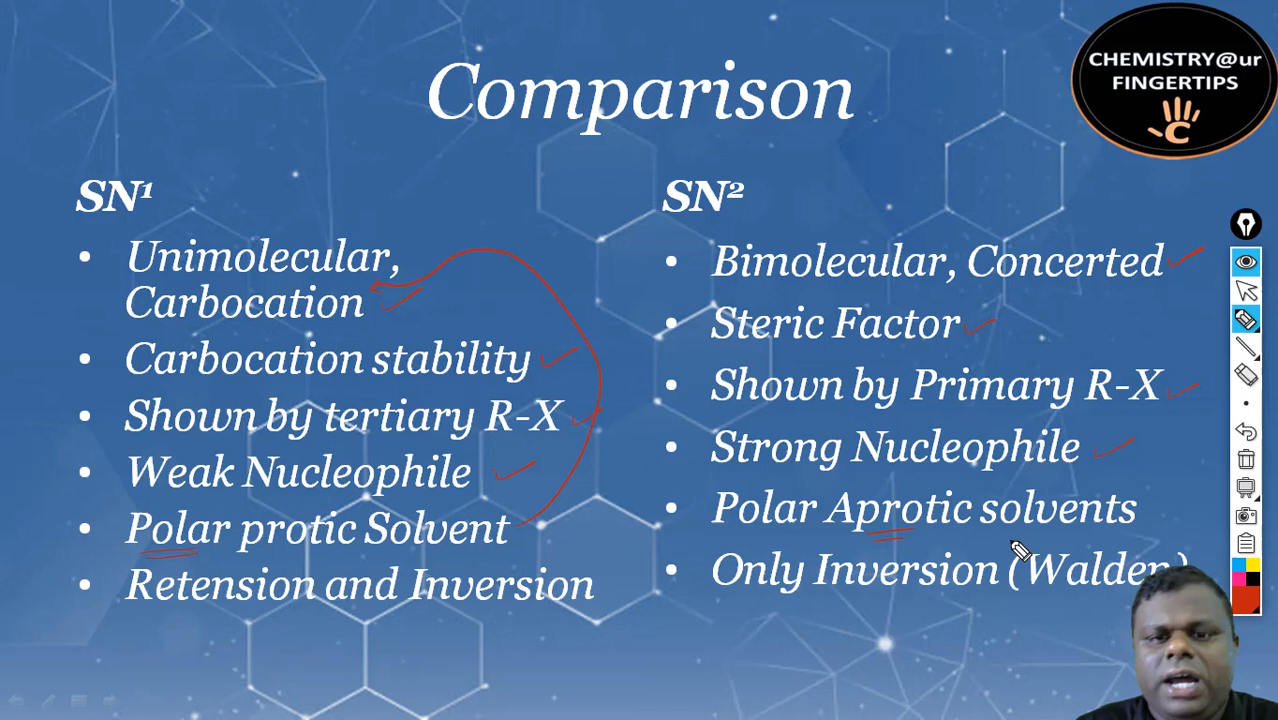 Comparison
CHEMISTRY@ur
FINGERTIPS
C
SN¹
• Unimolecular,
Carbocation
• Carbocation stability
• Shown by tertiary R-X
• Weak Nucleophile
• Polar protic Solvent
• Retension and Inversion
SN²
• Bimolecular, Concerted
• Steric Factor
• Shown by Primary R-X
• Strong Nucleophile
• Polar Aprotic solvents
• Only Inversion (Walden)